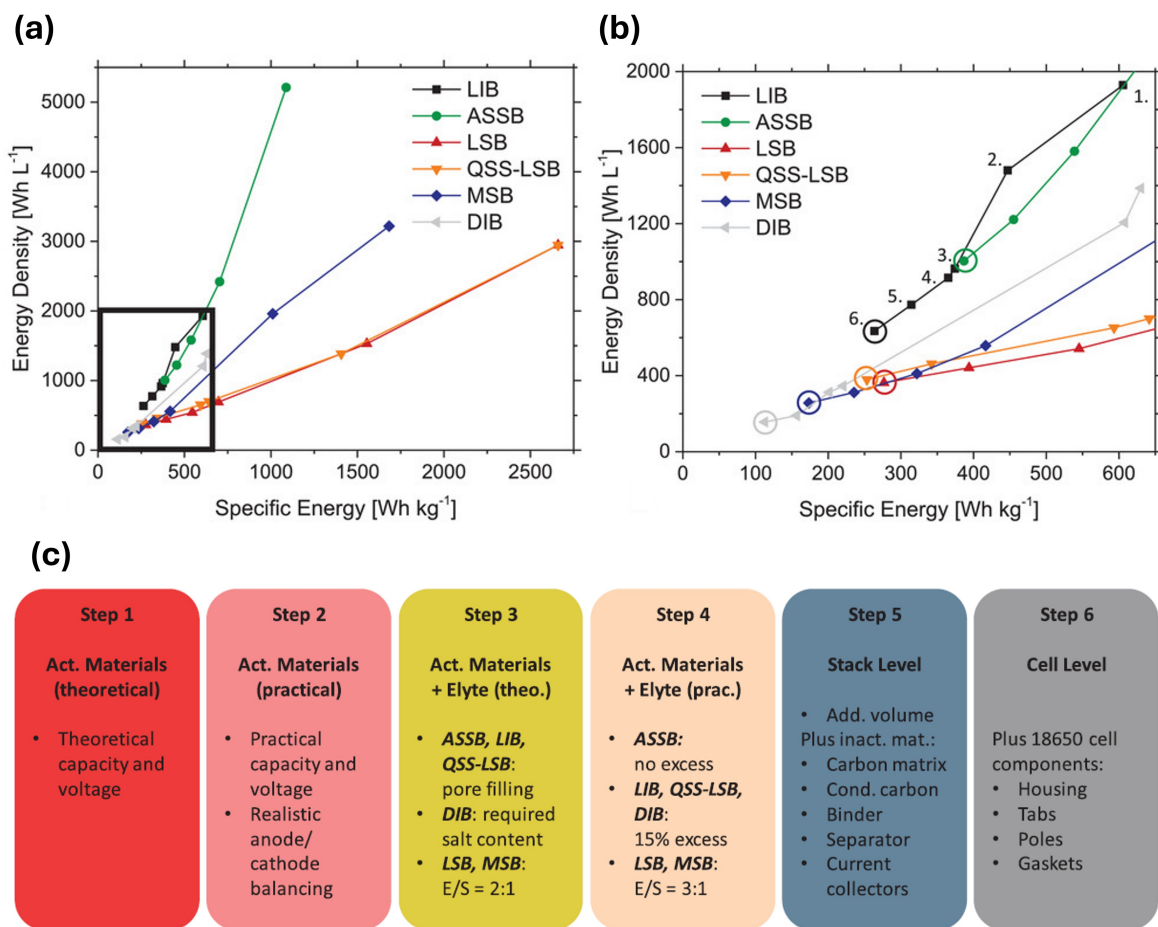 (a)
5000
4000
3000
2000
1000
0
Energy Density [Wh L⁻¹]
LIB
ASSB
LSB
QSS-LSB
MSB
DIB
0 500 1000 1500 2000 2500
Specific Energy [Wh kg⁻¹]
(b)
2000
1600
1200
800
400
0
Energy Density [Wh L⁻¹]
LIB
ASSB
LSB
QSS-LSB
MSB
DIB
1.
2.
3.
4.
5.
6.
0 100 200 300 400 500 600
Specific Energy [Wh kg⁻¹]
(c)
Step 1
Act. Materials
(theoretical)
• Theoretical
capacity and
voltage
Step 2
Act. Materials
(practical)
• Practical
capacity and
voltage
• Realistic
anode/
cathode
balancing
Step 3
Act. Materials
+ Elyte (theo.)
• ASSB, LIB,
QSS-LSB:
pore filling
• DIB: required
salt content
• LSB, MSB:
E/S = 2:1
Step 4
Act. Materials
+ Elyte (prac.)
• ASSB:
no excess
• LIB, QSS-LSB,
DIB:
15% excess
• LSB, MSB:
E/S = 3:1
Step 5
Stack Level
• Add. volume
Plus inact. mat.:
• Carbon matrix
• Cond. carbon
• Binder
• Separator
• Current
collectors
Step 6
Cell Level
Plus 18650 cell
components:
• Housing
• Tabs
• Poles
• Gaskets